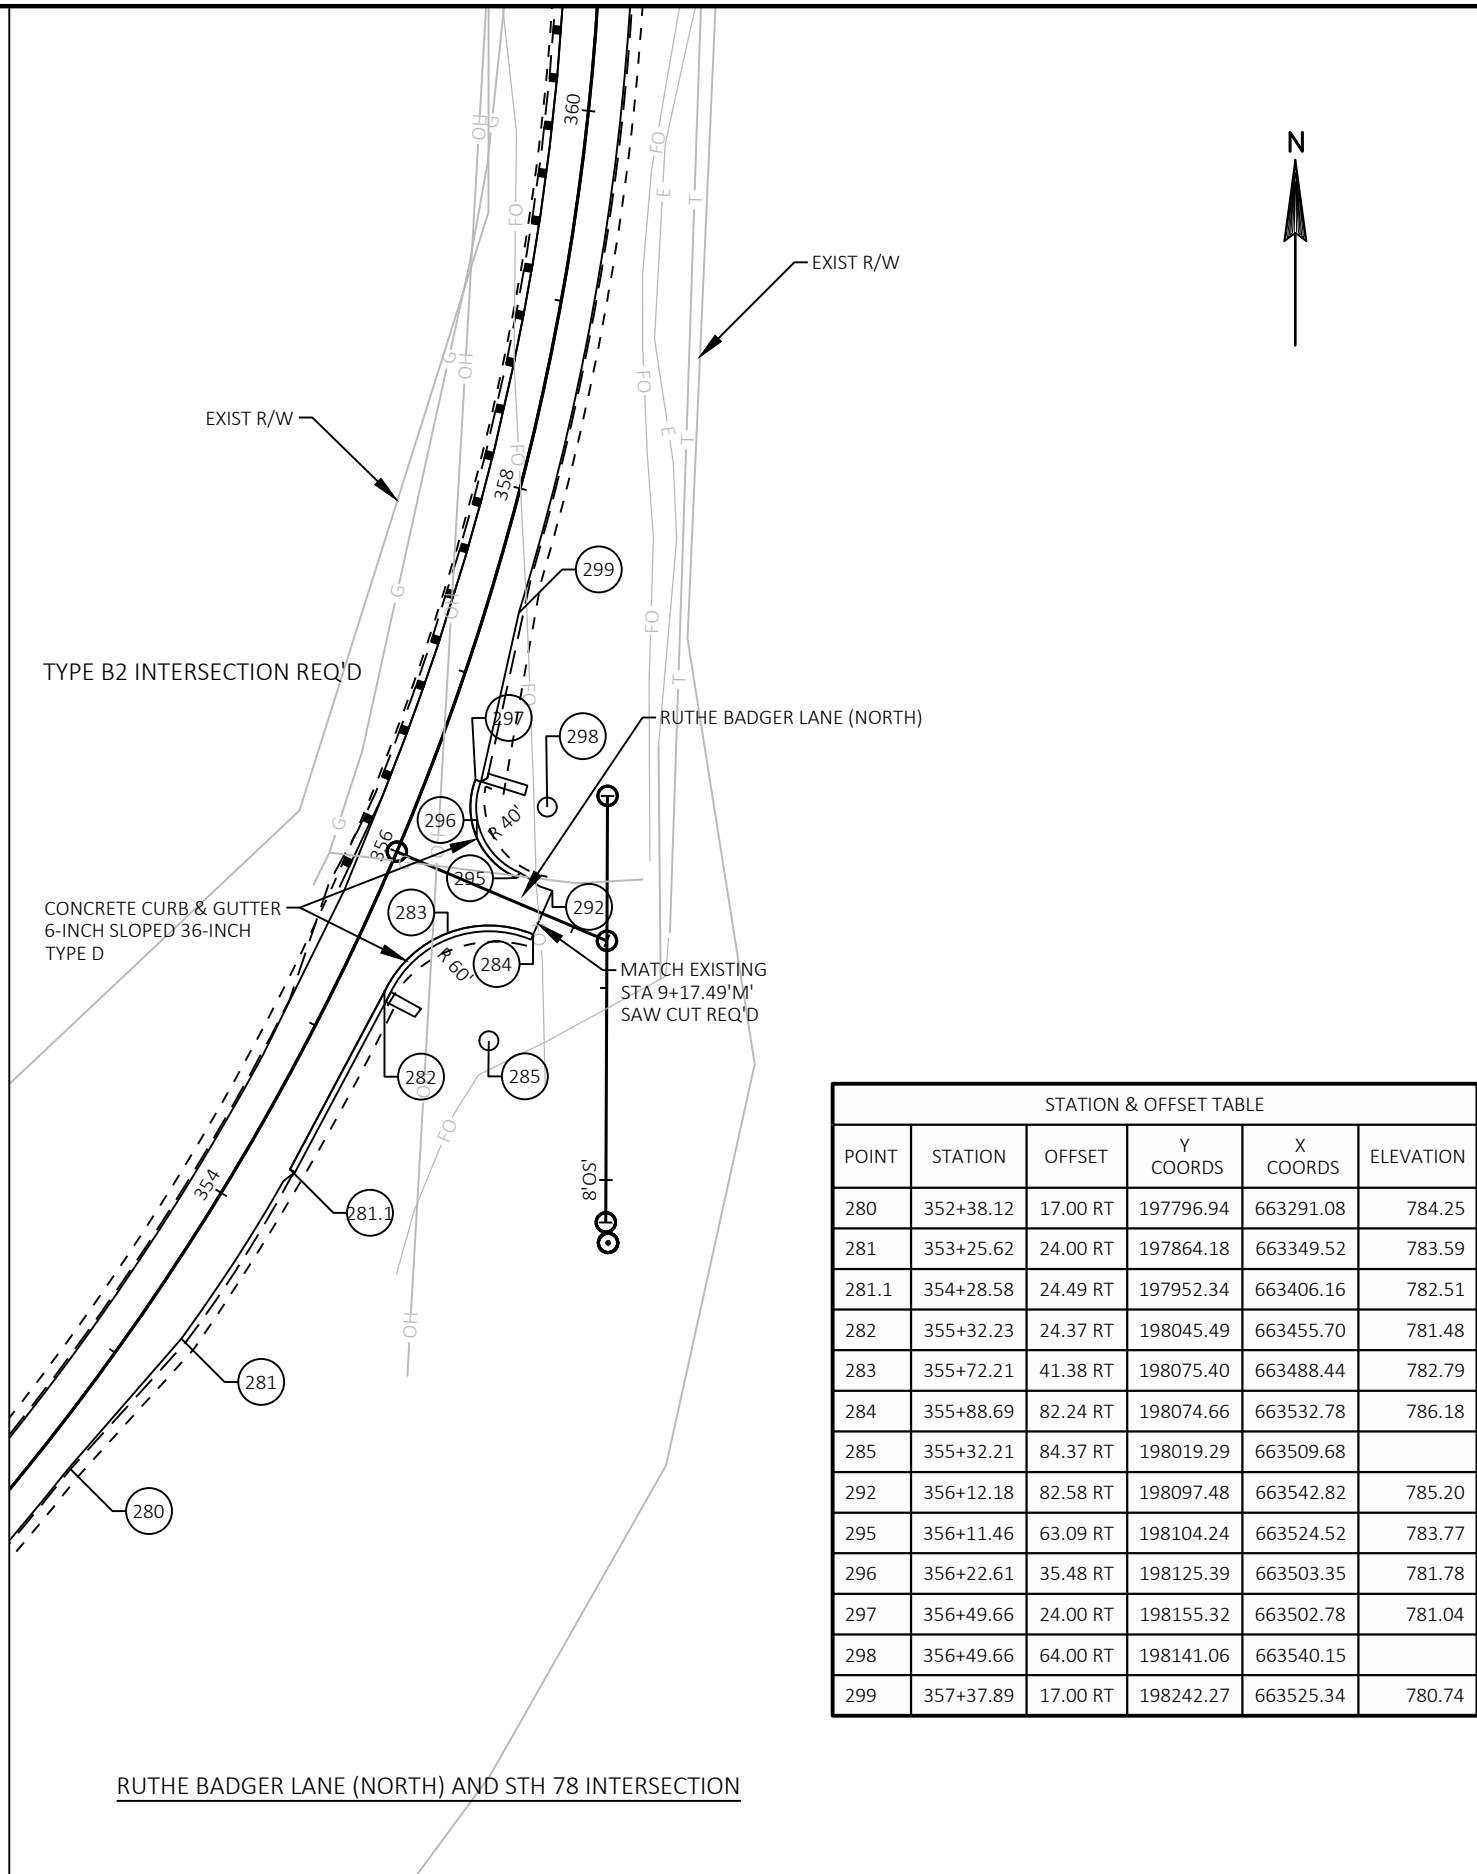 360
OH
G
FO
FO
E
T
N
EXIST R/W
EXIST R/W
G
OH
FO
E
T
FO
358
299
G
OH
FO
T
TYPE B2 INTERSECTION REQ'D
FO
297
298
RUTHE BADGER LANE (NORTH)
G
296
R 40'
356
OH
295
292
CONCRETE CURB & GUTTER
6-INCH SLOPED 36-INCH
TYPE D
283
284
R 60'
MATCH EXISTING
STA 9+17.49'M'
SAW CUT REQ'D
282
285
FO
354
8'OS'
281.1
OH
281
280
STATION & OFFSET TABLE
POINT STATION OFFSET Y COORDS X COORDS ELEVATION
280 352+38.12 17.00 RT 197796.94 663291.08 784.25
281 353+25.62 24.00 RT 197864.18 663349.52 783.59
281.1 354+28.58 24.49 RT 197952.34 663406.16 782.51
282 355+32.23 24.37 RT 198045.49 663455.70 781.48
283 355+72.21 41.38 RT 198075.40 663488.44 782.79
284 355+88.69 82.24 RT 198074.66 663532.78 786.18
285 355+32.21 84.37 RT 198019.29 663509.68
292 356+12.18 82.58 RT 198097.48 663542.82 785.20
295 356+11.46 63.09 RT 198104.24 663524.52 783.77
296 356+22.61 35.48 RT 198125.39 663503.35 781.78
297 356+49.66 24.00 RT 198155.32 663502.78 781.04
298 356+49.66 64.00 RT 198141.06 663540.15
299 357+37.89 17.00 RT 198242.27 663525.34 780.74
RUTHE BADGER LANE (NORTH) AND STH 78 INTERSECTION